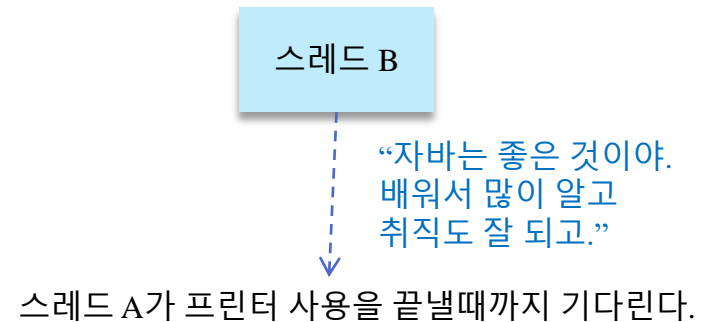 스레드 B
“자바는 좋은 것이야.
배워서 많이 알고
취직도 잘 되고.”
스레드 A가 프린터 사용을 끝낼때까지 기다린다.